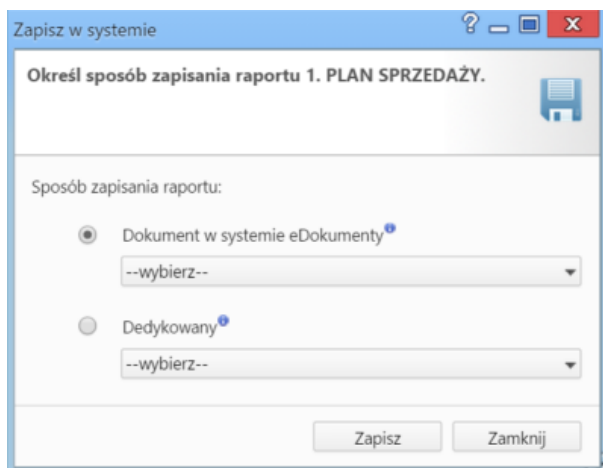 Zapisz w systemie
Określ sposób zapisania raportu 1. PLAN SPRZEDAŻY.
Sposób zapisania raportu:
Dokument w systemie eDokumenty
--wybierz--
Dedykowany
--wybierz--
Zapisz Zamknij